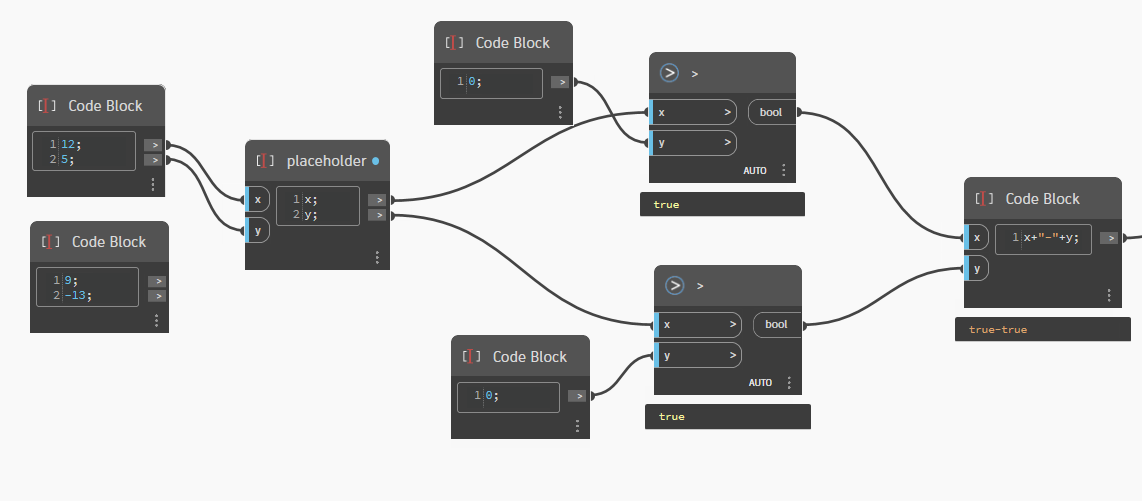 Code Block
1 12;
2 5;
>
>
Code Block
1 9;
2 -13;
>
>
placeholder
x
y
1 x;
2 y;
>
>
Code Block
1 0;
>
>
x >
y >
bool
AUTO
true
Code Block
1 0;
>
>
x >
y >
bool
AUTO
true
Code Block
x
y
1 x+"-"+y;
>
true-true